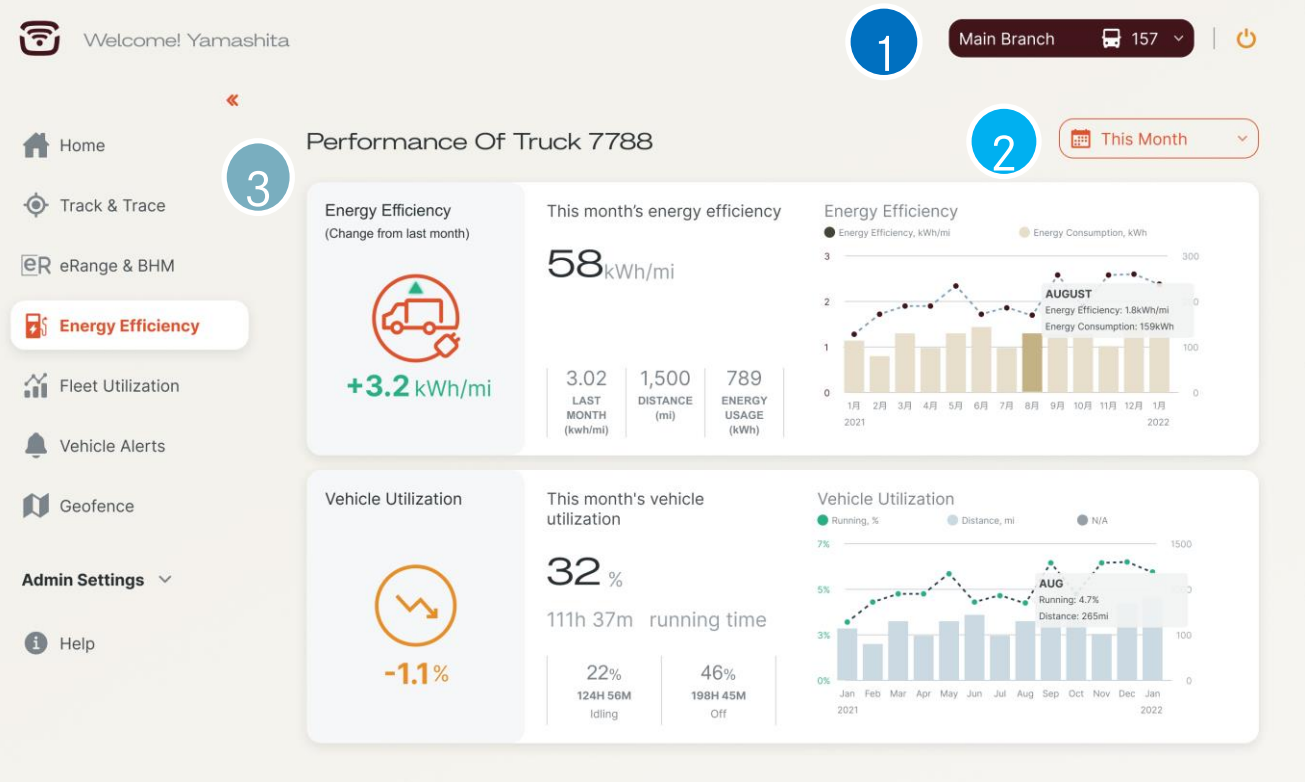 Welcome! Yamashita
1
Main Branch 157
Home
Track & Trace
eR eRange & BHM
Energy Efficiency
Fleet Utilization
Vehicle Alerts
Geofence
Admin Settings
Help
Performance Of Truck 7788
2
This Month
3
Energy Efficiency
(Change from last month)
+3.2 kWh/mi
This month's energy efficiency
58kWh/mi
3.02
LAST
MONTH
(kwh/mi)
1,500
DISTANCE
(mi)
789
ENERGY
USAGE
(kWh)
Energy Efficiency
Energy Efficiency, kWh/mi Energy Consumption, kWh
3 300
2
1 100
0 0
AUGUST
Energy Efficiency: 1.8kWh/mi
Energy Consumption: 159kWh
1月 2月 3月 4月 5月 6月 7月 8月 9月 10月 11月 12月 1月
2021 2022
Vehicle Utilization
-1.1%
This month's vehicle
utilization
32 %
111h 37m running time
22%
124H 56M
Idling
46%
198H 45M
Off
Vehicle Utilization
Running, % Distance, mi N/A
7% 1500
5%
3% 100
0% 0
AUG
Running: 4.7%
Distance: 265mi
Jan Feb Mar Apr May Jun Jul Aug Sep Oct Nov Dec Jan
2021 2022